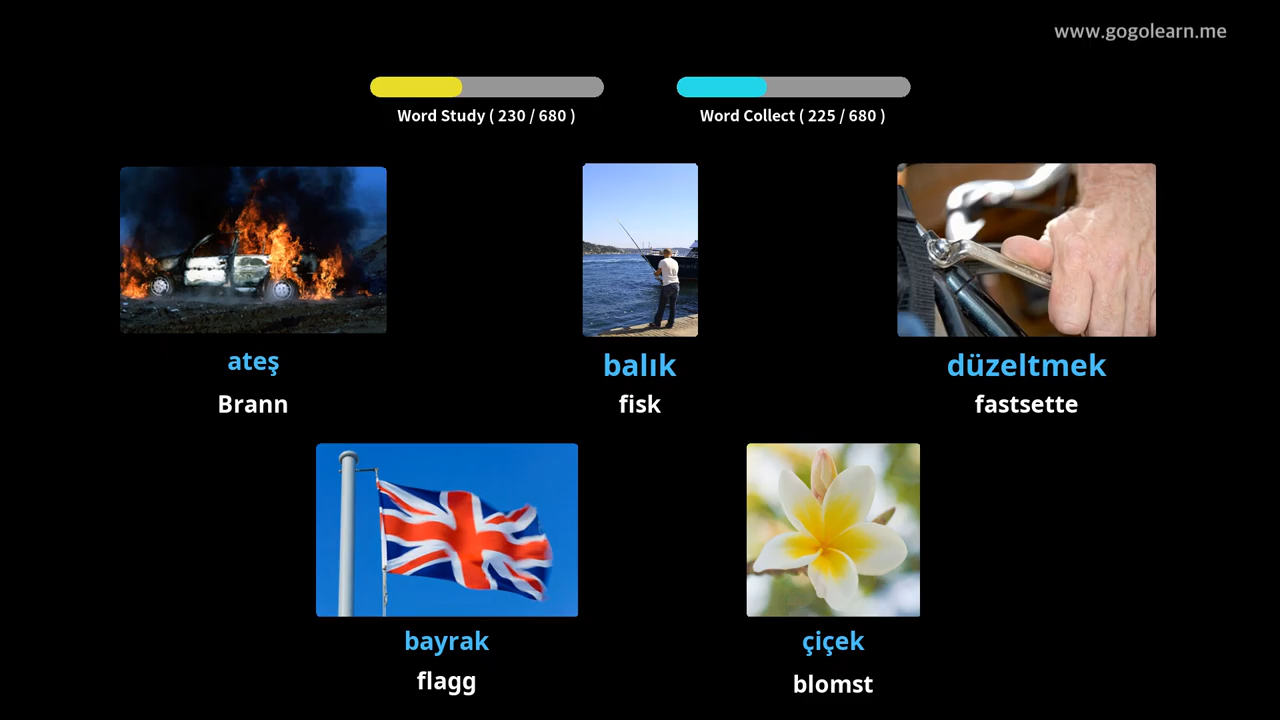 www.gogolearn.me
Word Study ( 230 / 680 )
Word Collect ( 225 / 680 )
ateş
Brann
balık
fisk
düzeltmek
fastsette
bayrak
flagg
çiçek
blomst